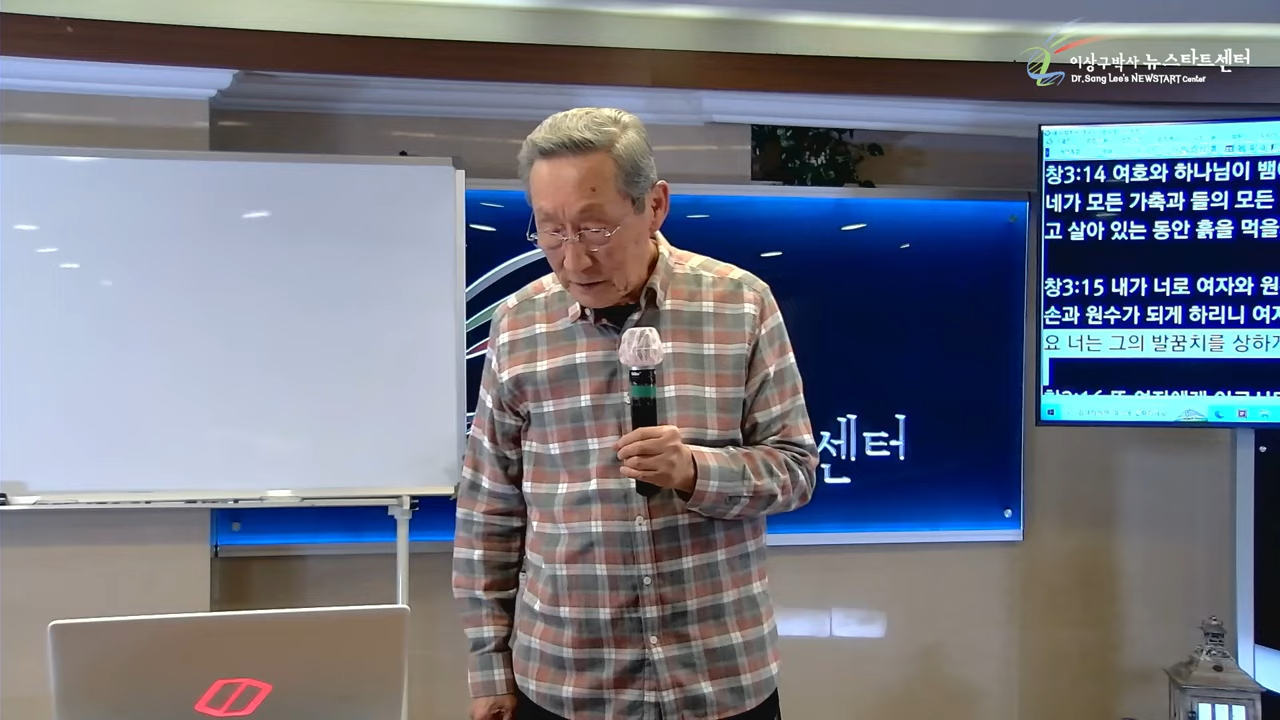 이상구박사 뉴스타트센터
Dr. Sang Lee's NEWSTART Center
창3:14 여호와 하나님이 뱀
네가 모든 가축과 들의 모든
고 살아 있는 동안 흙을 먹을
창3:15 내가 너로 여자와 원
손과 원수가 되게 하리니 여자
요 너는 그의 발꿈치를 상하게
센터